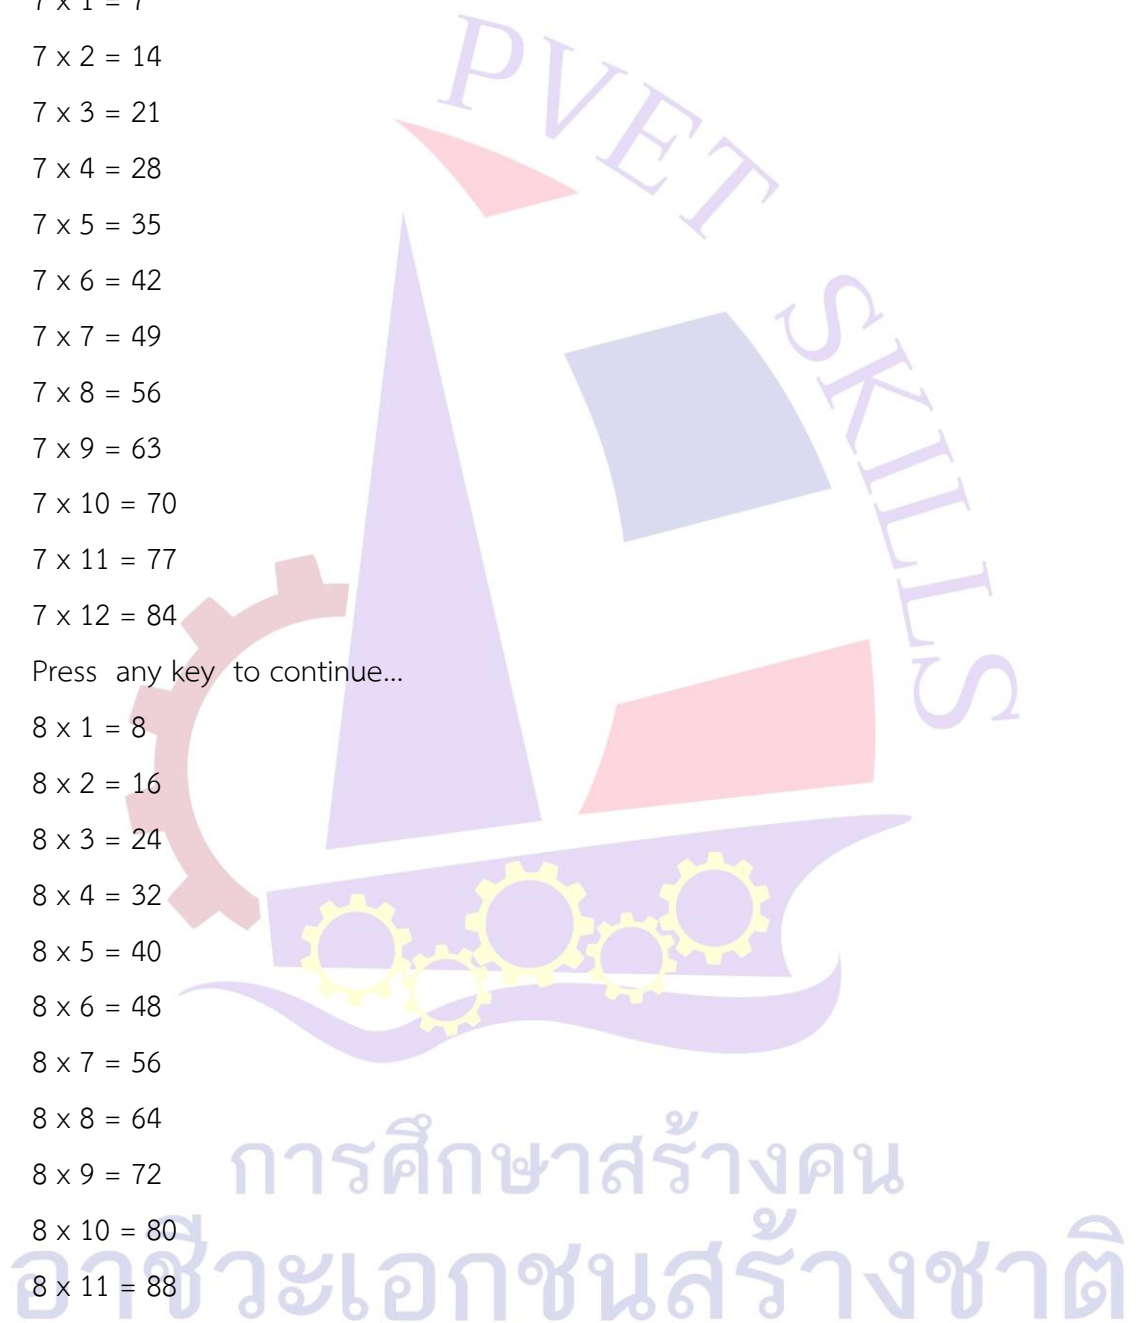 7 x 1 = 7
7 x 2 = 14
7 x 3 = 21
7 x 4 = 28
7 x 5 = 35
7 x 6 = 42
7 x 7 = 49
7 x 8 = 56
7 x 9 = 63
7 x 10 = 70
7 x 11 = 77
7 x 12 = 84
Press any key to continue...
8 x 1 = 8
8 x 2 = 16
8 x 3 = 24
8 x 4 = 32
8 x 5 = 40
8 x 6 = 48
8 x 7 = 56
8 x 8 = 64
8 x 9 = 72
8 x 10 = 80
8 x 11 = 88
PVET SKILLS
การศึกษาสร้างคน
อาชีวะเอกชนสร้างชาติ